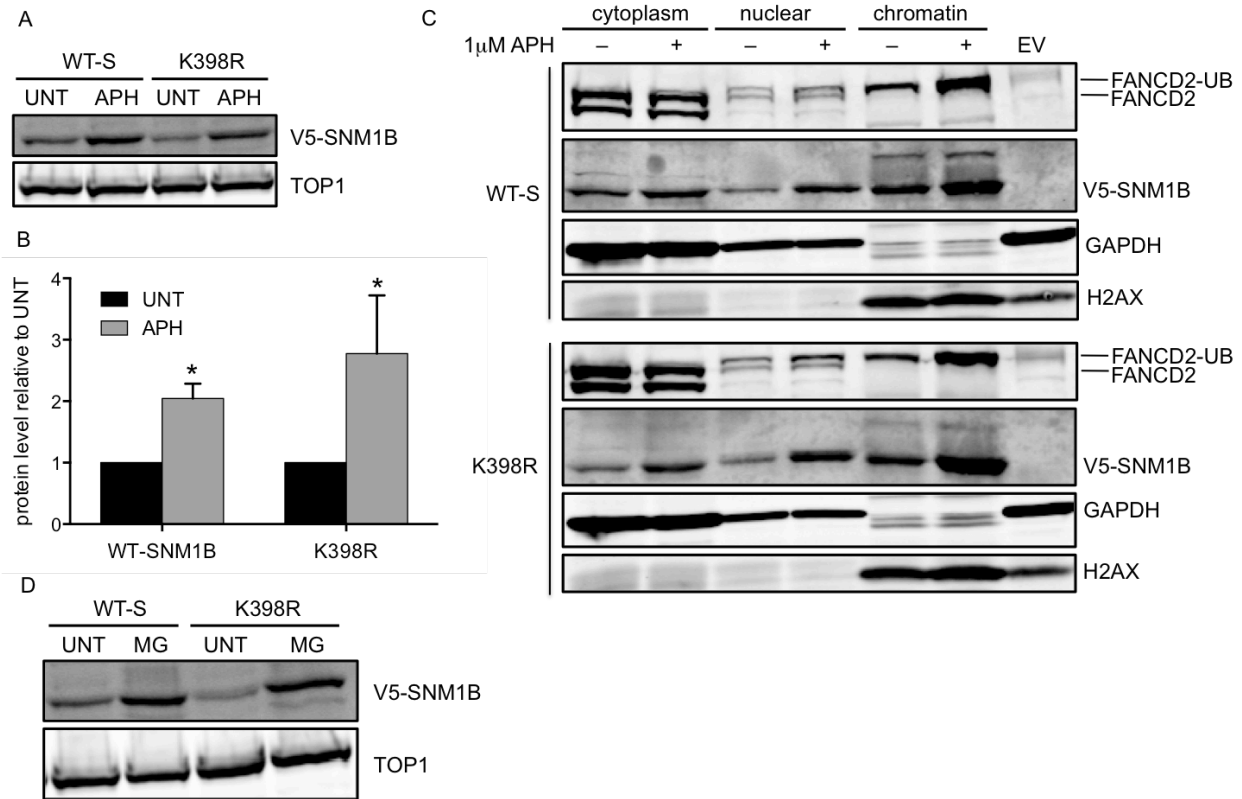 A
WT-S K398R
UNT APH UNT APH
V5-SNM1B
TOP1
B
protein level relative to UNT
4
3
2
1
0
UNT
APH
*
*
WT-SNM1B K398R
C
cytoplasm nuclear chromatin
1µM APH – + – + – + EV
WT-S
FANCD2-UB
FANCD2
V5-SNM1B
GAPDH
H2AX
K398R
FANCD2-UB
FANCD2
V5-SNM1B
GAPDH
H2AX
D
WT-S K398R
UNT MG UNT MG
V5-SNM1B
TOP1